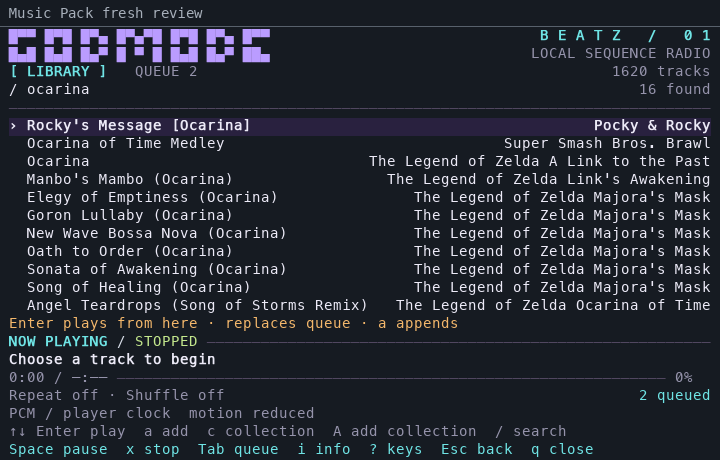 Music Pack fresh review
B E A T Z / 0 1
LOCAL SEQUENCE RADIO
[ LIBRARY ] QUEUE 2 1620 tracks
/ ocarina 16 found
› Rocky's Message [Ocarina] Pocky & Rocky
Ocarina of Time Medley Super Smash Bros. Brawl
Ocarina The Legend of Zelda A Link to the Past
Manbo's Mambo (Ocarina) The Legend of Zelda Link's Awakening
Elegy of Emptiness (Ocarina) The Legend of Zelda Majora's Mask
Goron Lullaby (Ocarina) The Legend of Zelda Majora's Mask
New Wave Bossa Nova (Ocarina) The Legend of Zelda Majora's Mask
Oath to Order (Ocarina) The Legend of Zelda Majora's Mask
Sonata of Awakening (Ocarina) The Legend of Zelda Majora's Mask
Song of Healing (Ocarina) The Legend of Zelda Majora's Mask
Angel Teardrops (Song of Storms Remix) The Legend of Zelda Ocarina of Time
Enter plays from here · replaces queue · a appends
NOW PLAYING / STOPPED
Choose a track to begin
0:00 / —:—— 0%
Repeat off · Shuffle off 2 queued
PCM / player clock motion reduced
↑↓ Enter play a add c collection A add collection / search
Space pause x stop Tab queue i info ? keys Esc back q close